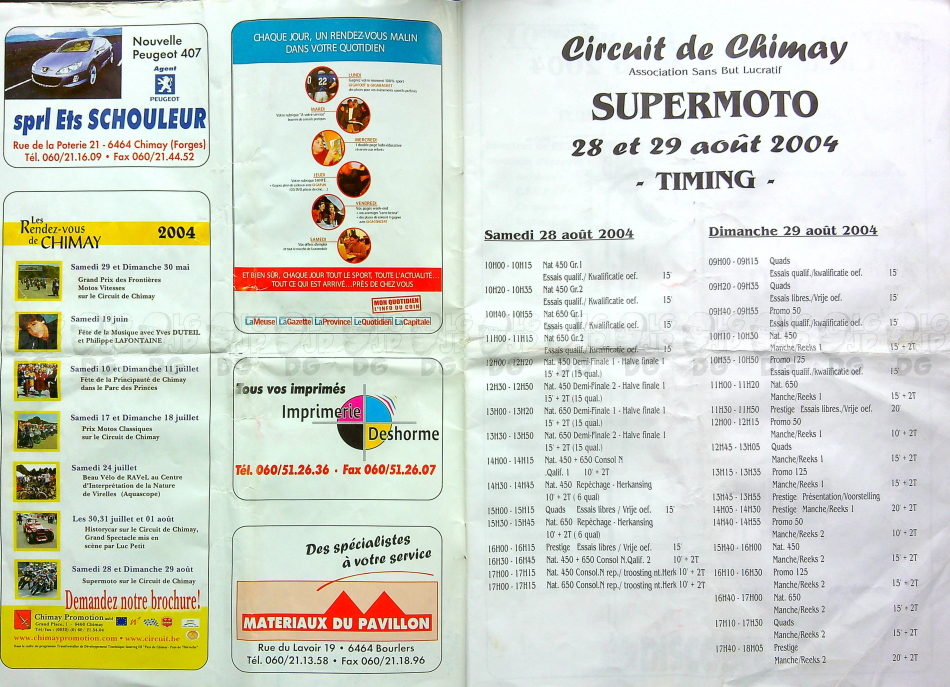 Nouvelle
Peugeot 407
Agent
PEUGEOT
sprl Ets SCHOULEUR
Rue de la Poterie 21 - 6464 Chimay (Forges)
Tél. 060/21.16.09 • Fax 060/21.44.52
Les
Rendez-vous
de CHIMAY
2004
Samedi 29 et Dimanche 30 mai
Grand Prix des Frontières
Motos Vitesses
sur le Circuit de Chimay
Samedi 19 juin
Fête de la Musique avec Yves DUTEIL
et Philippe LAFONTAINE
Samedi 10 et Dimanche 11 juillet
Fête de la Principauté de Chimay
dans le Parc des Princes
Samedi 17 et Dimanche 18 juillet
Prix Motos Classiques
sur le Circuit de Chimay
Samedi 24 juillet
Beau Vélo de RAVeL au Centre
d'Interprétation de la Nature
de Virelles (Aquascope)
Les 30,31 juillet et 01 août
Historycar sur le Circuit de Chimay,
Grand Spectacle mis en
scène par Luc Petit
Samedi 28 et Dimanche 29 août
Supermoto sur le Circuit de Chimay
Demandez notre brochure!
Chimay Promotion asbl
Grand Place, 1 - 6460 Chimay
www.chimaypromotion.com • www.circuit.be
CHAQUE JOUR, UN RENDEZ-VOUS MALIN
DANS VOTRE QUOTIDIEN
LUNDI
MARDI
MERCREDI
JEUDI
VENDREDI
SAMEDI
ET BIEN SÛR, CHAQUE JOUR TOUT LE SPORT, TOUTE L'ACTUALITÉ...
TOUT CE QUI EST ARRIVÉ...PRÈS DE CHEZ VOUS
MON QUOTIDIEN
L'INFO DU COIN
LaMeuse LaGazette LaProvince LeQuotidien LaCapitale
Tous vos imprimés
Imprimerie
Deshorme
Tél. 060/51.26.36 • Fax 060/51.26.07
Des spécialistes
à votre service
MATERIAUX DU PAVILLON
Rue du Lavoir 19 • 6464 Bourlers
Tél. 060/21.13.58 • Fax 060/21.18.96
Circuit de Chimay
Association Sans But Lucratif
SUPERMOTO
28 et 29 août 2004
- TIMING -
Samedi 28 août 2004
10H00 - 10H15 Nat 450 Gr.1
Essais qualif./ Kwalificatie oef. 15'
10H20 - 10H35 Nat 450 Gr.2
Essais qualif./ Kwalificatie oef. 15'
10H40 - 10H55 Nat 650 Gr.1
Essais qualif./ Kwalificatie oef. 15'
11H00 - 11H15 Nat 650 Gr.2
Essais qualif./ Kwalificatie oef. 15'
12H00 - 12H20 Nat. 450 Demi-Finale 1 - Halve finale 1
15' + 2T (15 qual.)
12H30 - 12H50 Nat. 450 Demi-Finale 2 - Halve finale 1
15' + 2T (15 qual.)
13H00 - 13H20 Nat. 650 Demi-Finale 1 - Halve finale 1
15' + 2T (15 qual.)
13H30 - 13H50 Nat. 650 Demi-Finale 2 - Halve finale 1
15' + 2T (15 qual.)
14H00 - 14H15 Nat. 450 + 650 Consol N
.Qalif. 1 10' + 2T
14H30 - 14H45 Nat. 450 Repèchage - Herkansing
10' + 2T ( 6 qual)
15H00 - 15H15 Quads Essais libres / Vrije oef. 15'
15H30 - 15H45 Nat. 650 Repèchage - Herkansing
10' + 2T ( 6 qual)
16H00 - 16H15 Prestige Essais libres / Vrije oef. 15'
16H30 - 16H45 Nat. 450 + 650 Consol N.Qalif. 2 10' + 2T
17H00 - 17H15 Nat. 450 Consol.N rep./ troosting nt.Herk 10' + 2T
17H00 - 17H15 Nat. 650 Consol.N rep./ troosting nt.Herk 10' + 2T
Dimanche 29 août 2004
09H00 - 09H15 Quads
Essais qualif./kwalificatie oef. 15'
09H20 - 09H35 Quads
Essais libres./Vrije oef. 15'
09H40 - 09H55 Promo 50
Essais qualif./kwalificatie oef. 15'
10H10 - 10H30 Nat. 450
Manche/Reeks 1 15' + 2T
10H35 - 10H50 Promo 125
Essais qualif./kwalificatie oef. 15'
11H00 - 11H20 Nat. 650
Manche/Reeks 1 15' + 2T
11H30 - 11H50 Prestige Essais libres./Vrije oef. 20'
12H00 - 12H15 Promo 50
Manche/Reeks 1 10' + 2T
12H45 - 13H05 Quads
Manche/Reeks 1 15' + 2T
13H15 - 13H35 Promo 125
Manche/Reeks 1 15' + 2T
13H45 - 13H55 Prestige Présentation/Voorstelling
14H05 - 14H30 Prestige Manche/Reeks 1 20' + 2T
14H40 - 14H55 Promo 50
Manche/Reeks 2 10' + 2T
15H40 - 16H00 Nat. 450
Manche/Reeks 2 15' + 2T
16H10 - 16H30 Promo 125
Manche/Reeks 2 15' + 2T
16H40 - 17H00 Nat. 650
Manche/Reeks 2 15' + 2T
17H10 - 17H30 Quads
Manche/Reeks 2 15' + 2T
17H40 - 18H05 Prestige
Manche/Reeks 2 20' + 2T